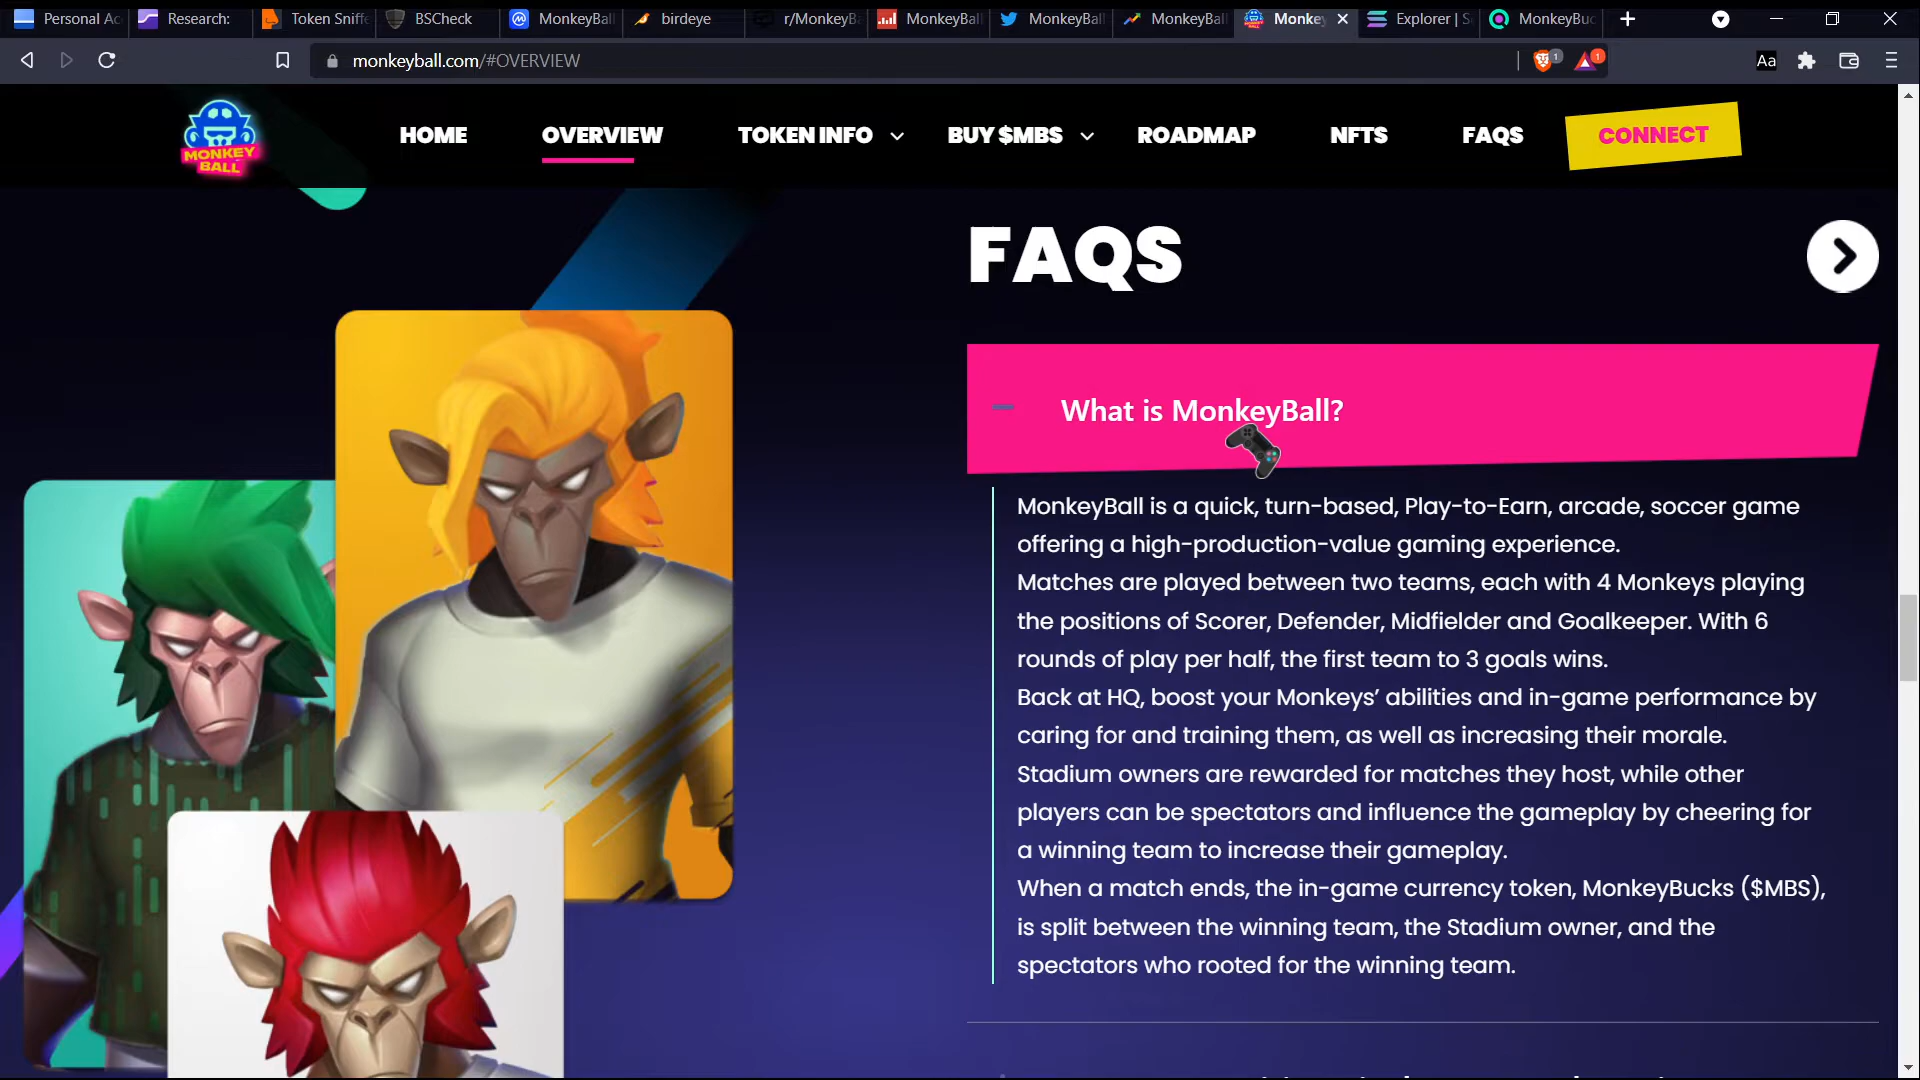 Personal Ac
Research:
Token Sniffe
BSCheck
MonkeyBal
birdeye
r/MonkeyBa
MonkeyBal
MonkeyBal
MonkeyBal
Monkey
Explorer | S
MonkeyBuc
monkeyball.com/#OVERVIEW
1
1
Aa
MONKEY
BALL
HOME
OVERVIEW
TOKEN INFO
BUY $MBS
ROADMAP
NFTS
FAQS
CONNECT
FAQS
What is MonkeyBall?
MonkeyBall is a quick, turn-based, Play-to-Earn, arcade, soccer game
offering a high-production-value gaming experience.
Matches are played between two teams, each with 4 Monkeys playing
the positions of Scorer, Defender, Midfielder and Goalkeeper. With 6
rounds of play per half, the first team to 3 goals wins.
Back at HQ, boost your Monkeys’ abilities and in-game performance by
caring for and training them, as well as increasing their morale.
Stadium owners are rewarded for matches they host, while other
players can be spectators and influence the gameplay by cheering for
a winning team to increase their gameplay.
When a match ends, the in-game currency token, MonkeyBucks ($MBS),
is split between the winning team, the Stadium owner, and the
spectators who rooted for the winning team.